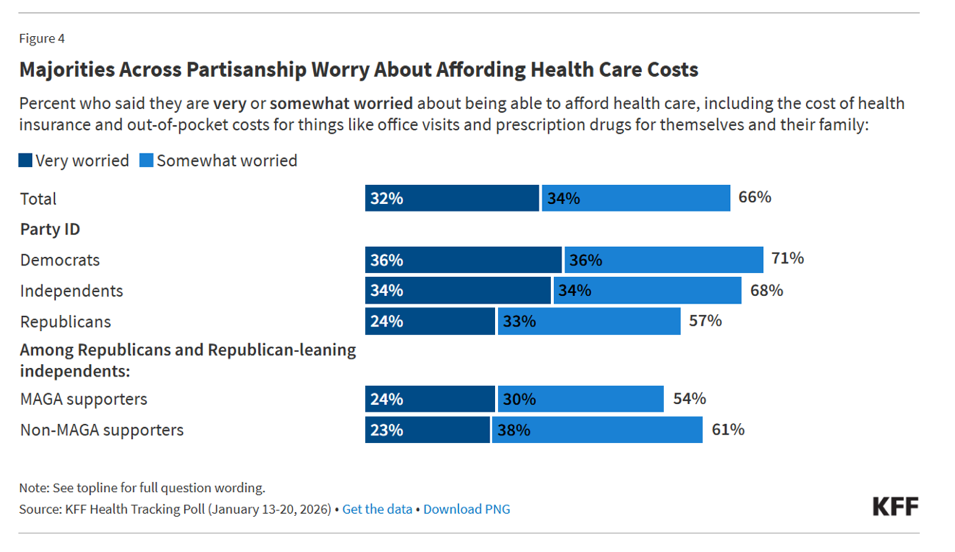 Figure 4
Majorities Across Partisanship Worry About Affording Health Care Costs
Percent who said they are very or somewhat worried about being able to afford health care, including the cost of health
insurance and out-of-pocket costs for things like office visits and prescription drugs for themselves and their family:
Very worried Somewhat worried
Total 32% 34% 66%
Party ID
Democrats 36% 36% 71%
Independents 34% 34% 68%
Republicans 24% 33% 57%
Among Republicans and Republican-leaning
independents:
MAGA supporters 24% 30% 54%
Non-MAGA supporters 23% 38% 61%
Note: See topline for full question wording.
Source: KFF Health Tracking Poll (January 13-20, 2026) • Get the data • Download PNG
KFF